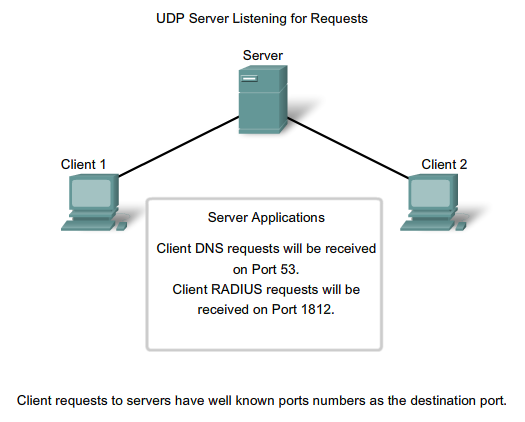 UDP Server Listening for Requests
Server
Client 1
Client 2
Server Applications
Client DNS requests will be received
on Port 53.
Client RADIUS requests will be
received on Port 1812.
Client requests to servers have well known ports numbers as the destination port.